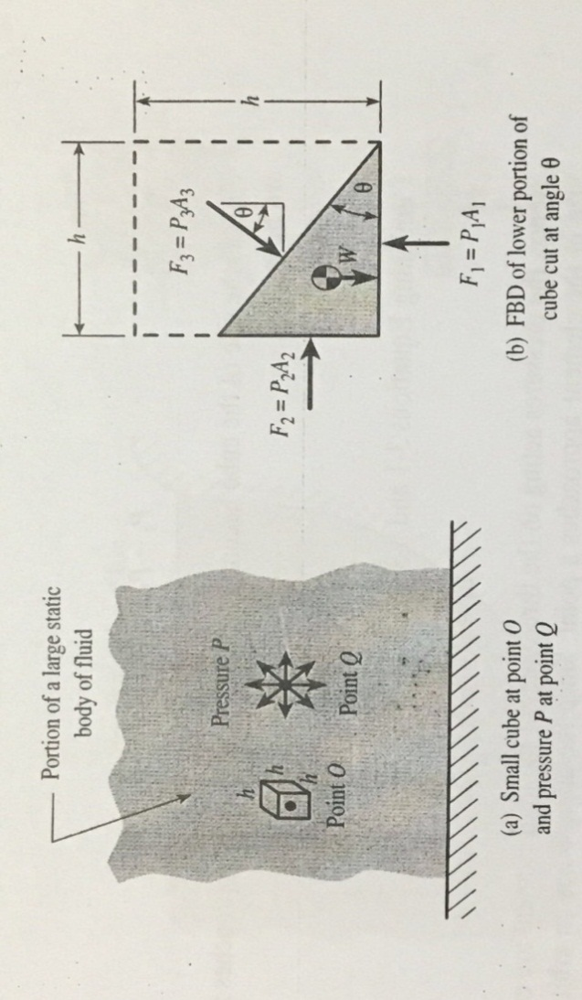 Portion of a large static
body of fluid
Pressure P
h
h
h
Point O
Point Q
(a) Small cube at point O
and pressure P at point Q
h
h
F₃ = P₃A₃
θ
θ
W
F₂ = P₂A₂
F₁ = P₁A₁
(b) FBD of lower portion of
cube cut at angle θ